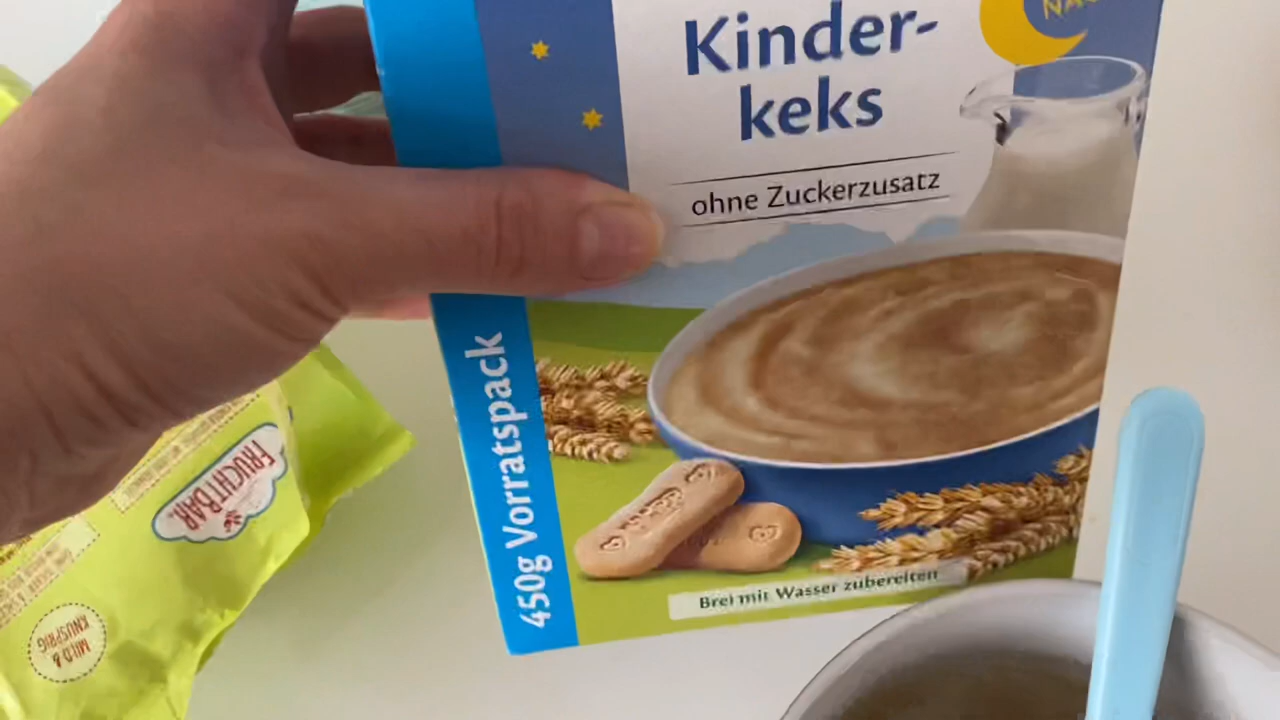 Kinder-
keks
ohne Zuckerzusatz
450g Vorratspack
Brei mit Wasser zubereiten
FRUCHTBAR
MILD &
KNUSPRIG